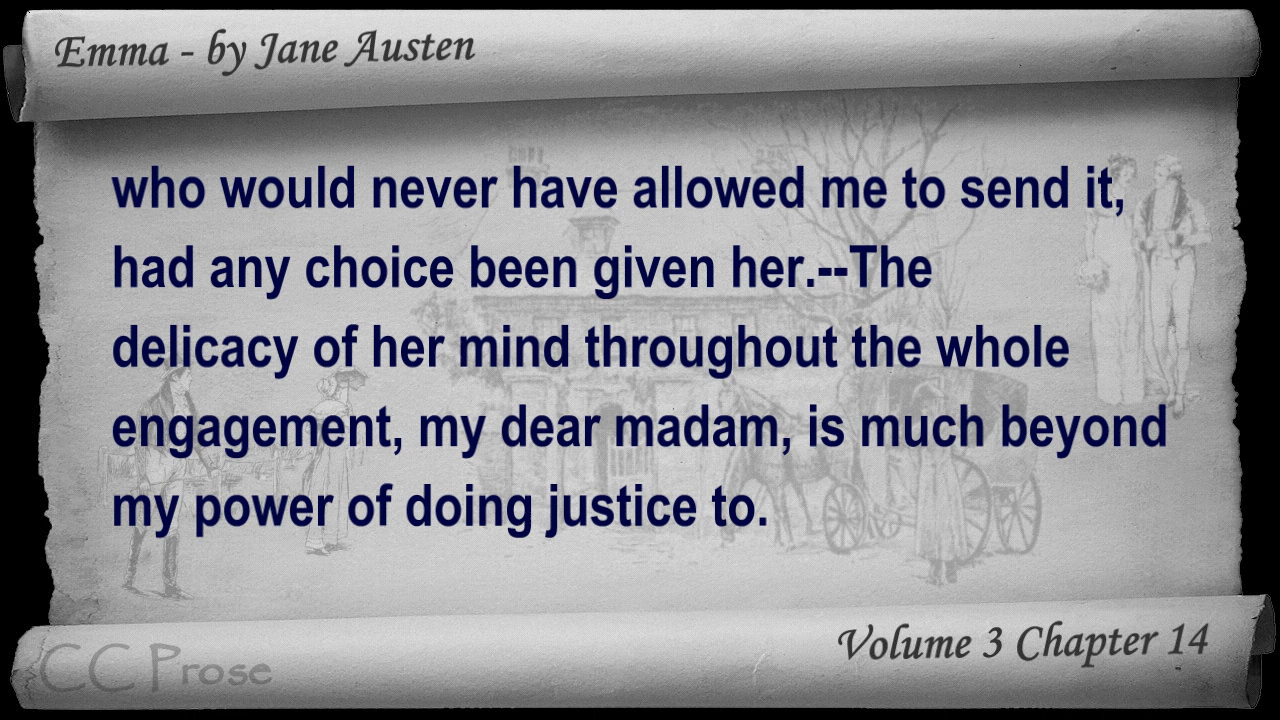 Emma - by Jane Austen
who would never have allowed me to send it,
had any choice been given her.--The
delicacy of her mind throughout the whole
engagement, my dear madam, is much beyond
my power of doing justice to.
Volume 3 Chapter 14
CC Prose